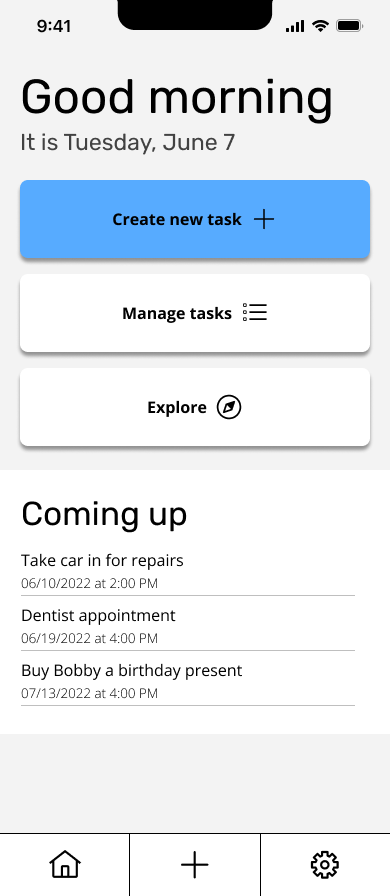 9:41
Good morning
It is Tuesday, June 7
Create new task
Manage tasks
Explore
Coming up
Take car in for repairs
06/10/2022 at 2:00 PM
Dentist appointment
06/19/2022 at 4:00 PM
Buy Bobby a birthday present
07/13/2022 at 4:00 PM